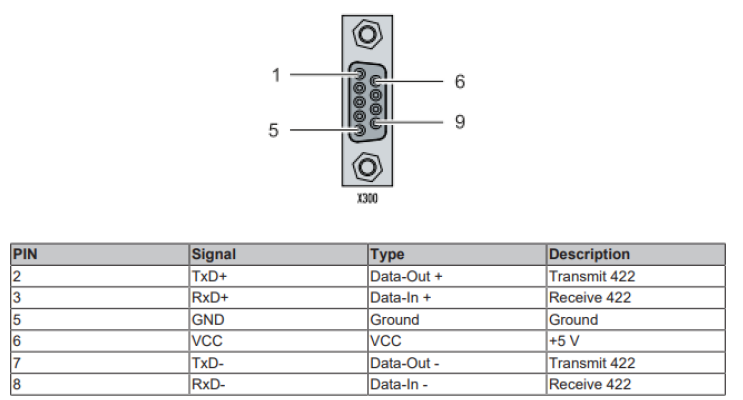 1
6
5
9
X300
PIN Signal Type Description
2 TxD+ Data-Out + Transmit 422
3 RxD+ Data-In + Receive 422
5 GND Ground Ground
6 VCC VCC +5 V
7 TxD- Data-Out - Transmit 422
8 RxD- Data-In - Receive 422